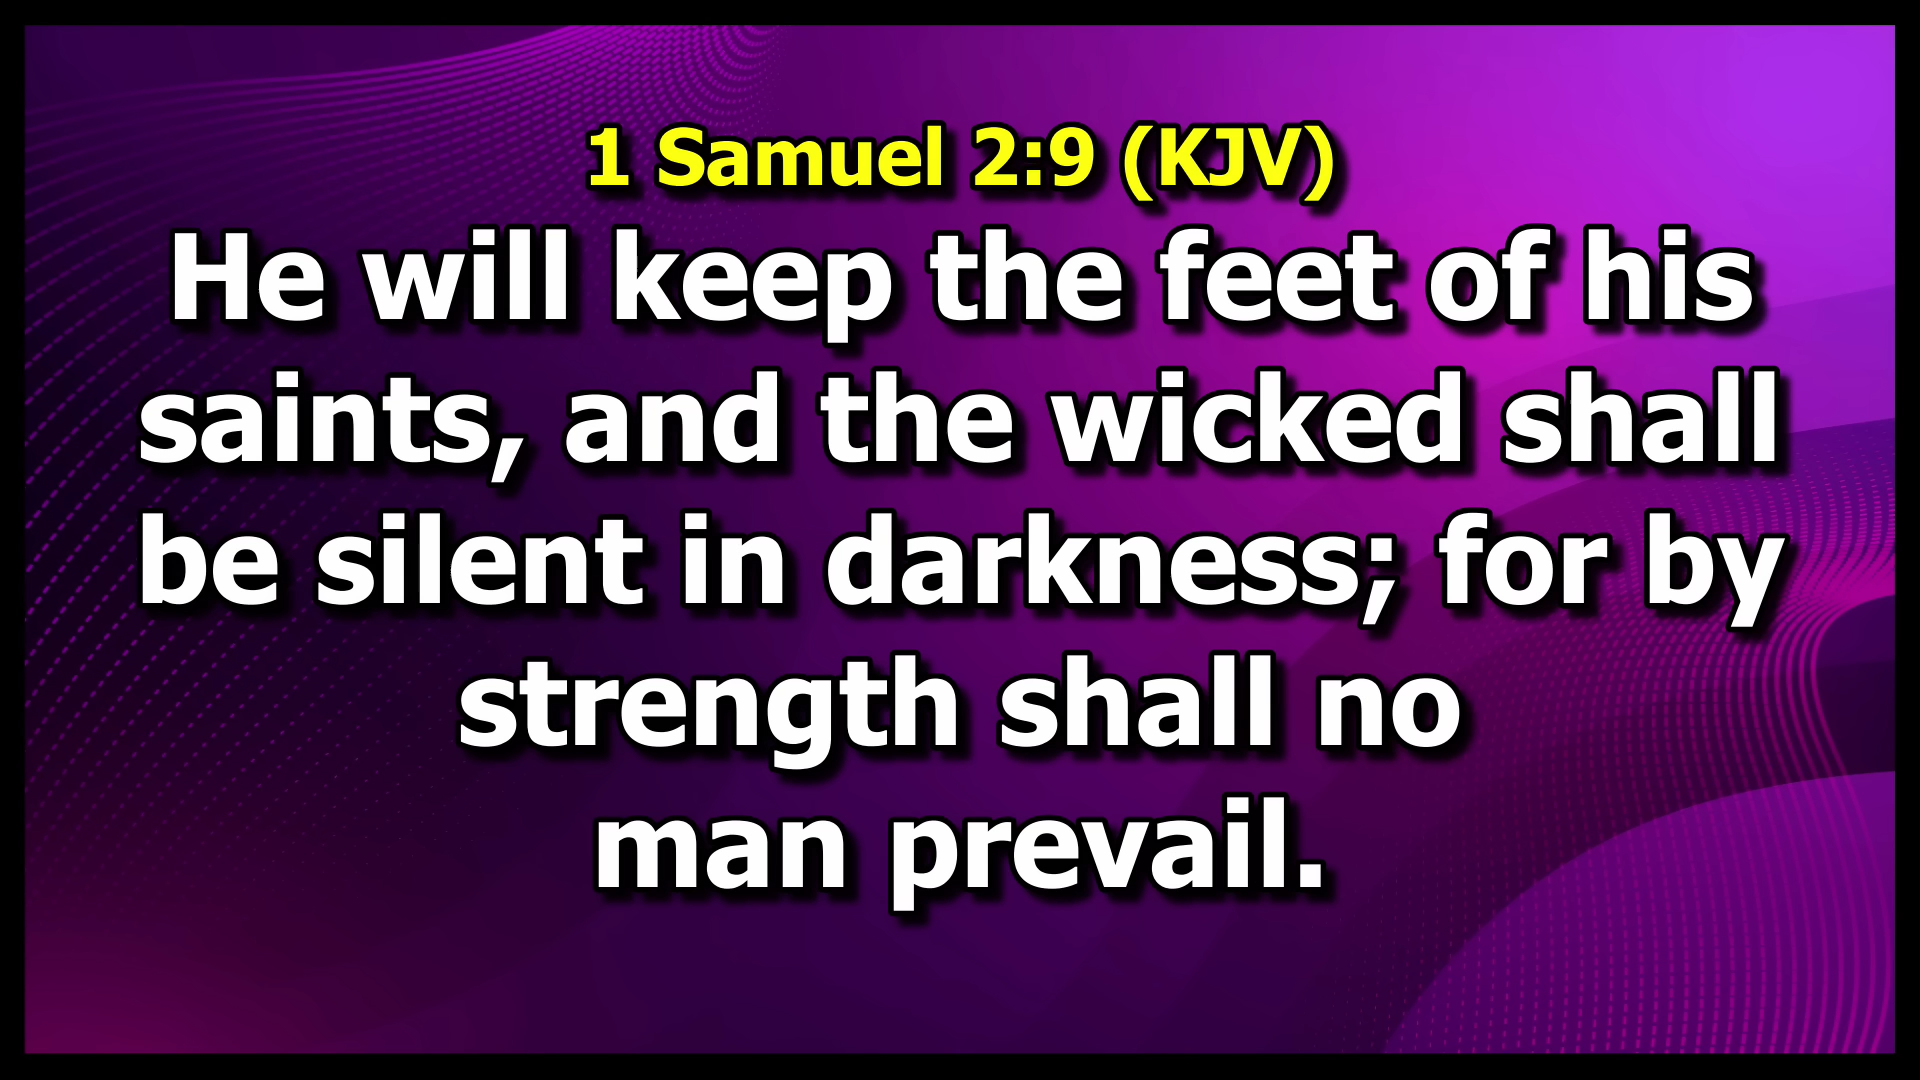 1 Samuel 2:9 (KJV)
He will keep the feet of his
saints, and the wicked shall
be silent in darkness; for by
strength shall no
man prevail.